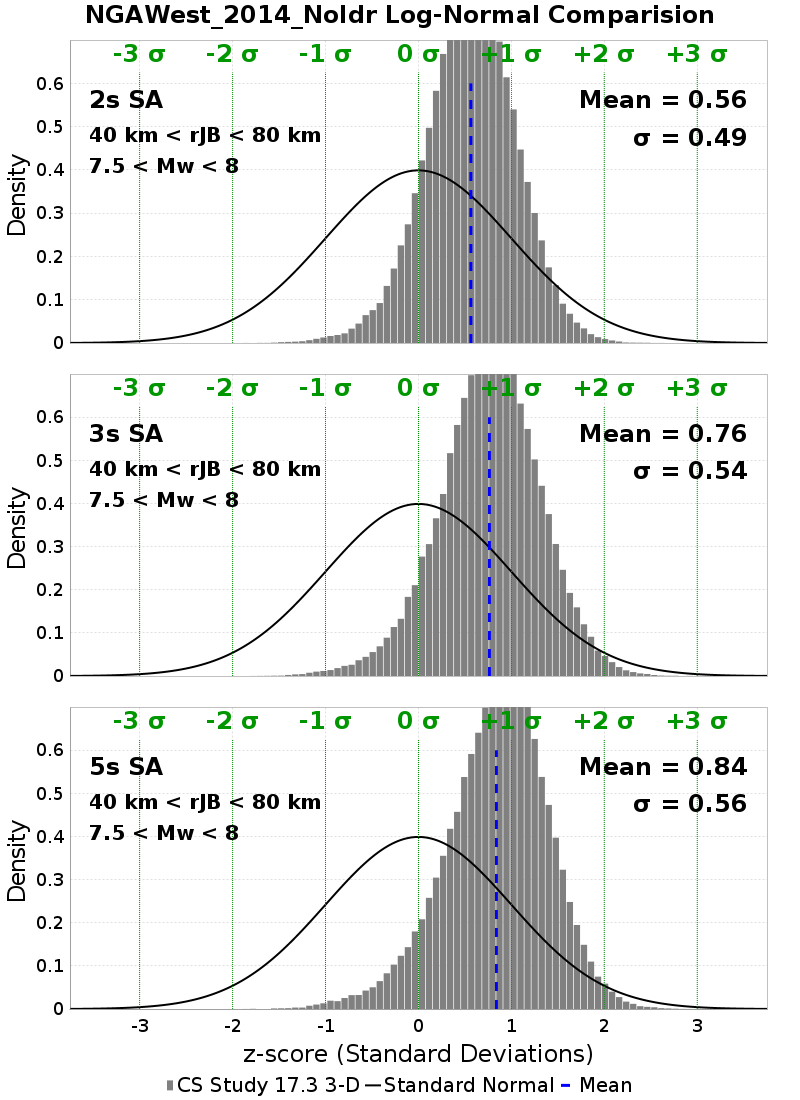 NGAWest_2014_NoIdr Log-Normal Comparision
-3 σ -2 σ -1 σ 0 σ +1 σ +2 σ +3 σ
0.6
2s SA Mean = 0.56
0.5
40 km < rJB < 80 km σ = 0.49
7.5 < Mw < 8
0.4
0.3
0.2
0.1
0
Density
-3 σ -2 σ -1 σ 0 σ +1 σ +2 σ +3 σ
0.6
3s SA Mean = 0.76
0.5
40 km < rJB < 80 km σ = 0.54
7.5 < Mw < 8
0.4
0.3
0.2
0.1
0
Density
-3 σ -2 σ -1 σ 0 σ +1 σ +2 σ +3 σ
0.6
5s SA Mean = 0.84
0.5
40 km < rJB < 80 km σ = 0.56
7.5 < Mw < 8
0.4
0.3
0.2
0.1
0
Density
-3 -2 -1 0 1 2 3
z-score (Standard Deviations)
CS Study 17.3 3-D Standard Normal Mean